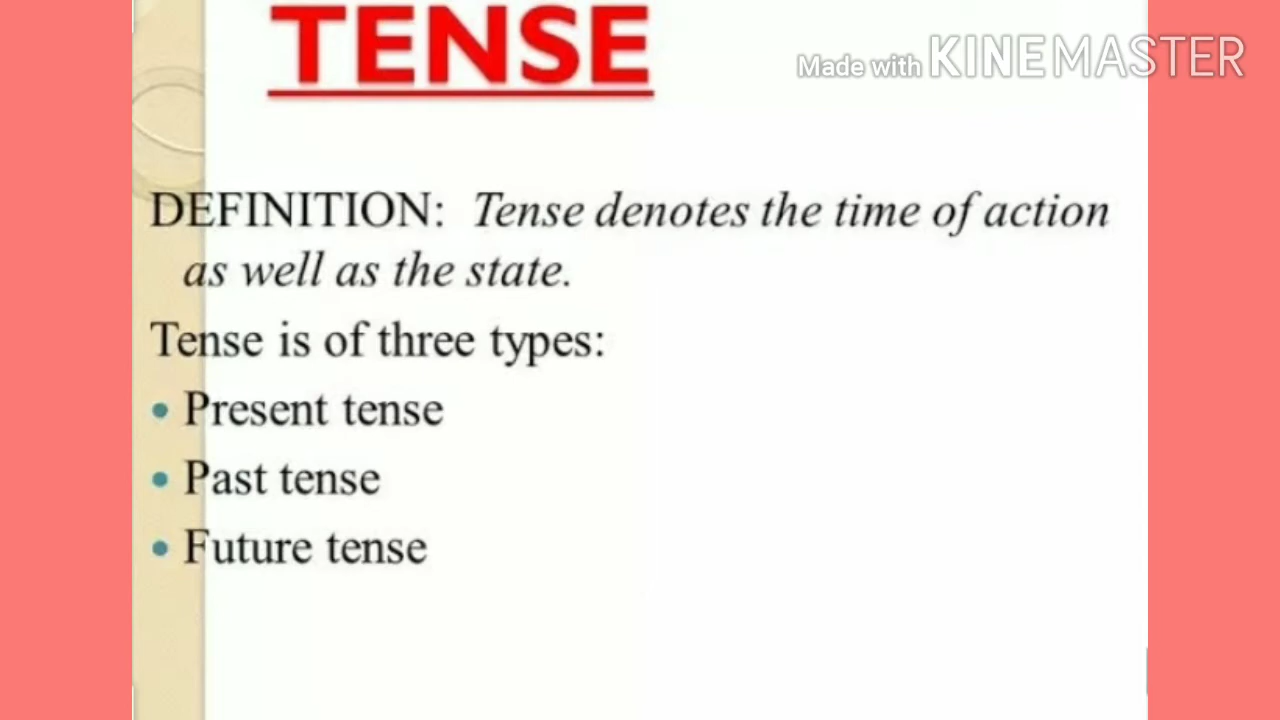 TENSE
Made with KINEMASTER
DEFINITION: Tense denotes the time of action
as well as the state.
Tense is of three types:
• Present tense
• Past tense
• Future tense